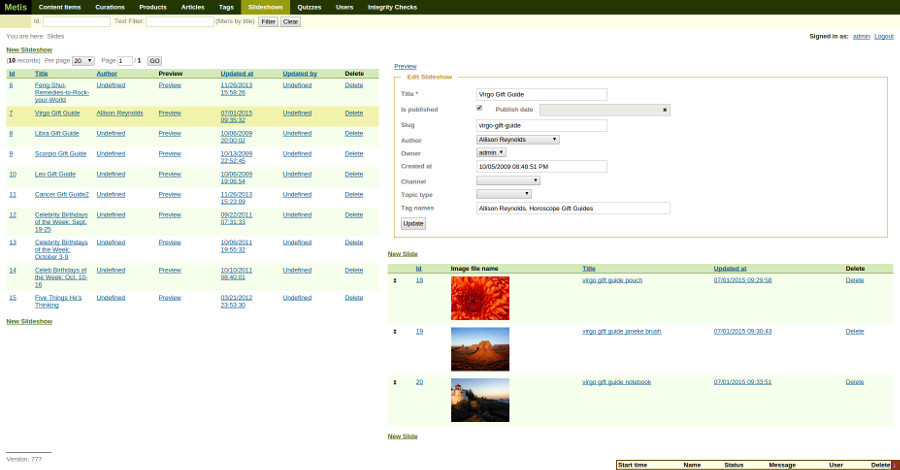 Metis Content Items Curations Products Articles Tags Slideshows Quizzes Users Integrity Checks
Id: Text Filter: (filters by title) Filter Clear
You are here: Slides
Signed in as: admin Logout
New Slideshow
(10 records) Per page 20 Page 1 / 1 GO
Id Title Author Preview Updated at Updated by Delete
6 Feng-Shui- Undefined Preview 11/26/2013 Undefined Delete
Remedies-to-Rock- 15:58:26
your-World
7 Virgo Gift Guide Allison Reynolds Preview 07/01/2015 Undefined Delete
09:35:32
8 Libra Gift Guide Undefined Preview 10/06/2009 Undefined Delete
20:00:02
9 Scorpio Gift Guide Undefined Preview 10/13/2009 Undefined Delete
22:52:45
10 Leo Gift Guide Undefined Preview 10/06/2009 Undefined Delete
19:06:54
11 Cancer Gift Guide2 Undefined Preview 11/26/2013 Undefined Delete
15:23:09
12 Celebrity Birthdays Undefined Preview 09/22/2011 Undefined Delete
of the Week: Sept. 07:31:33
19-25
13 Celebrity Birthdays Undefined Preview 10/06/2011 Undefined Delete
of the Week: 19:55:32
October 3-9
14 Celeb Birthdays of Undefined Preview 10/10/2011 Undefined Delete
the Week: Oct. 10- 08:40:01
16
15 Five Things He's Undefined Preview 03/21/2012 Undefined Delete
Thinking 23:53:30
New Slideshow
Preview
Edit Slideshow
Title * Virgo Gift Guide
Is published Publish date
Slug virgo-gift-guide
Author Allison Reynolds
Owner admin
Created at 10/05/2009 08:48:51 PM
Channel
Topic type
Tag names Allison Reynolds, Horoscope Gift Guides
Update
New Slide
Id Image file name Title Updated at Delete
18 virgo gift guide pouch 07/01/2015 09:29:58 Delete
19 virgo gift guide janeke brush 07/01/2015 09:30:43 Delete
20 virgo gift guide notebook 07/01/2015 09:33:51 Delete
New Slide
Version: 777
Start time Name Status Message User Delete